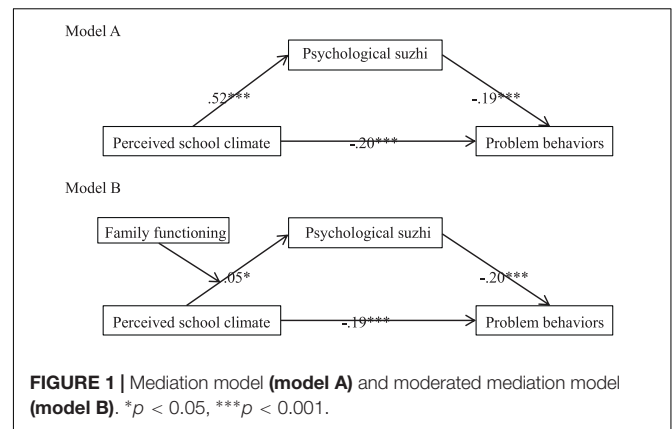 Model A
Psychological suzhi
.52***
-.19***
Perceived school climate
-.20***
Problem behaviors
Model B
Family functioning
Psychological suzhi
.05*
-.20***
Perceived school climate
-.19***
Problem behaviors
FIGURE 1 | Mediation model (model A) and moderated mediation model
(model B). *p < 0.05, ***p < 0.001.